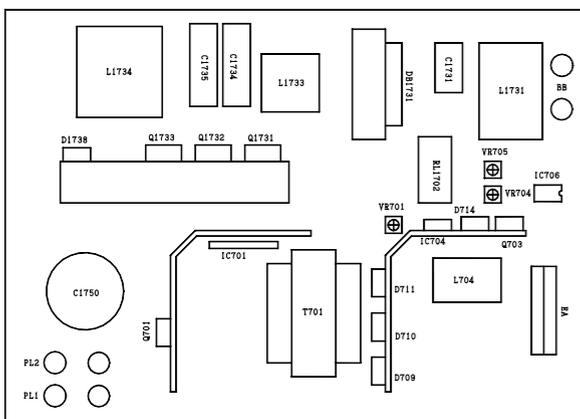 L1734
C1735
C1734
L1733
DB1731
C1731
L1731
BB
D1738
Q1733
Q1732
Q1731
RL1702
VR705
VR704
IC706
VR701
D714
IC704
Q703
IC701
C1750
T701
D711
L704
HA
Q701
D710
PL2
D709
PL1